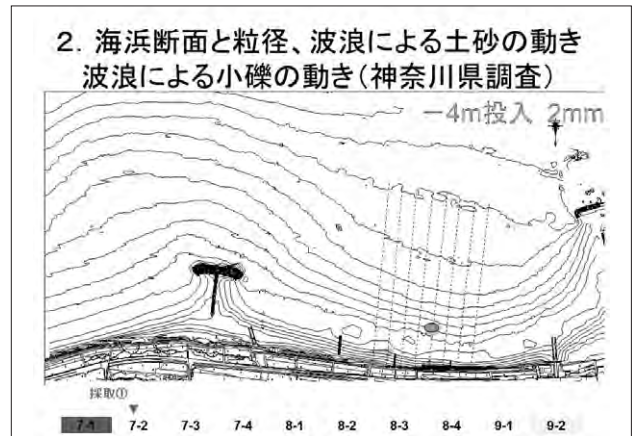 2. 海浜断面と粒径、波浪による土砂の動き
波浪による小礫の動き(神奈川県調査)
−4m投入 2mm
採取①
7-1 7-2 7-3 7-4 8-1 8-2 8-3 8-4 9-1 9-2